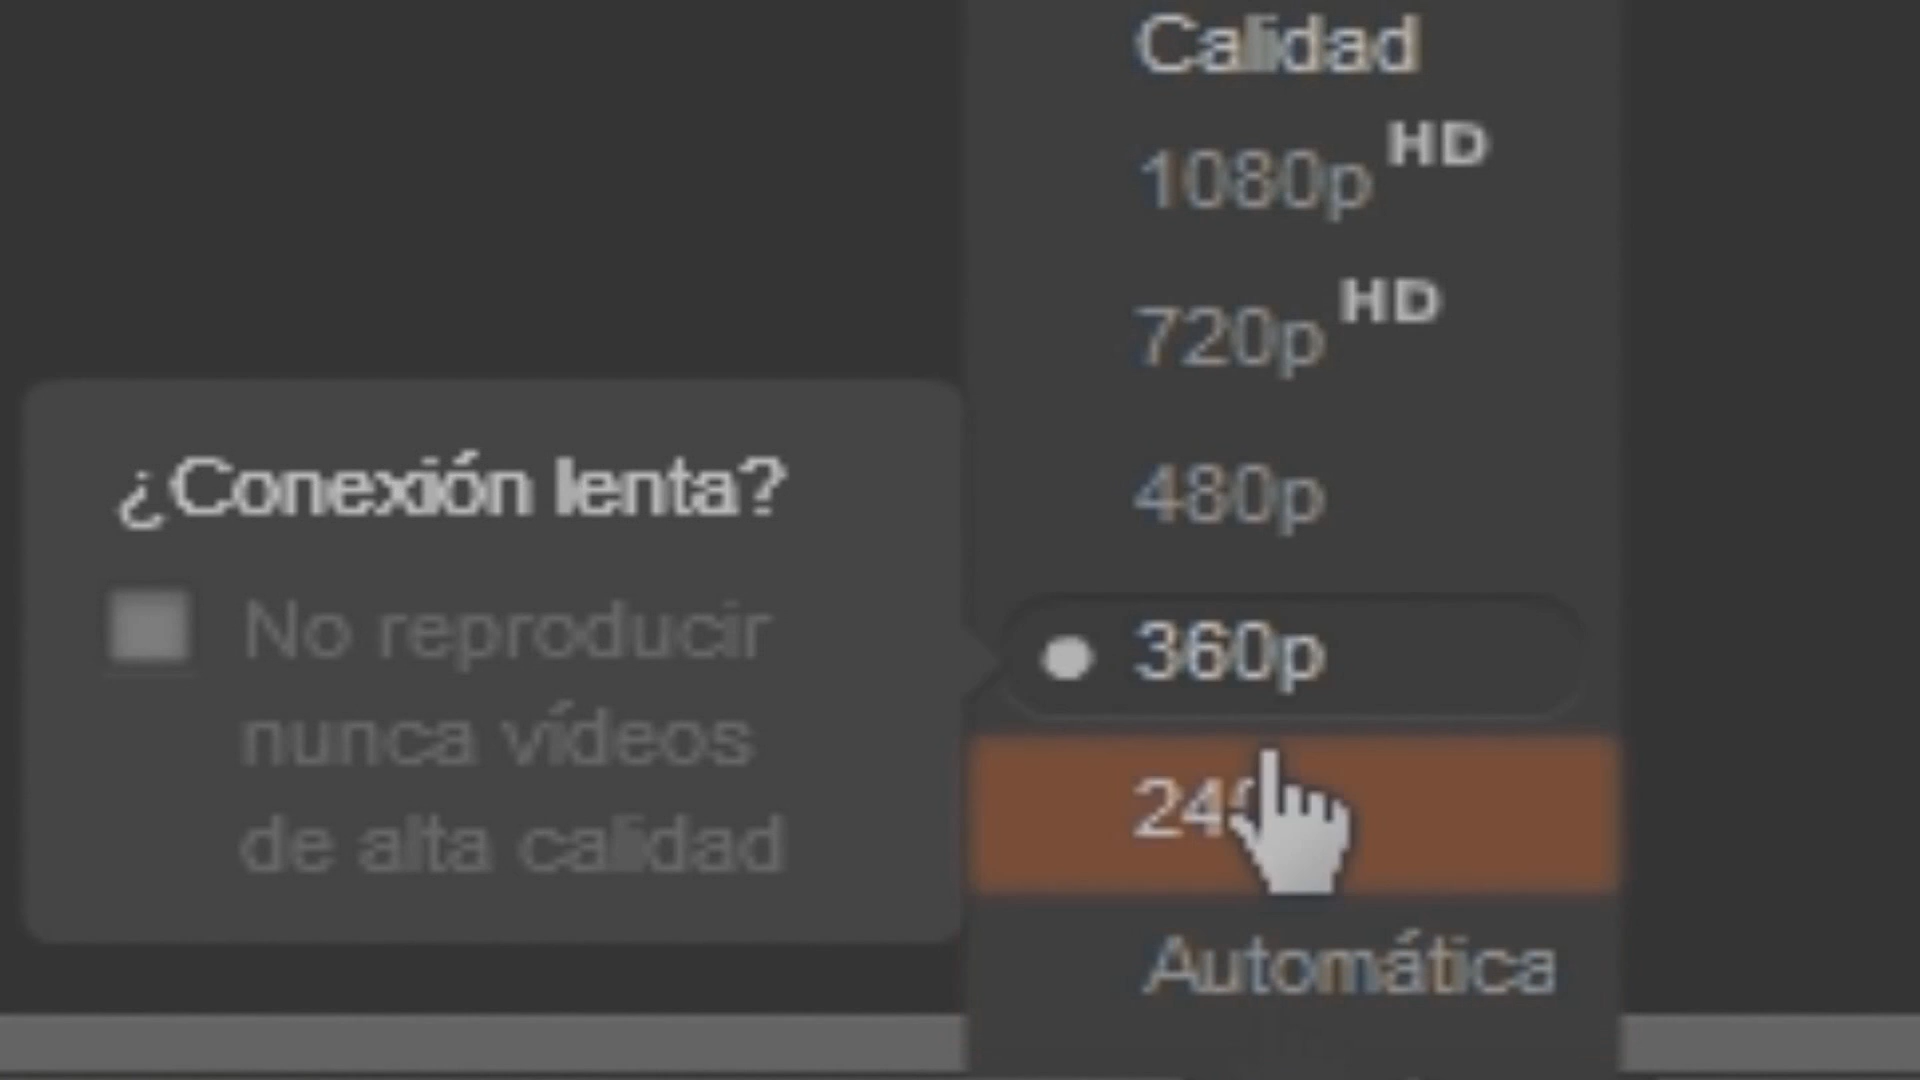 Calidad
1080p HD
720p HD
480p
¿Conexión lenta?
No reproducir
nunca vídeos
de alta calidad
360p
Automática